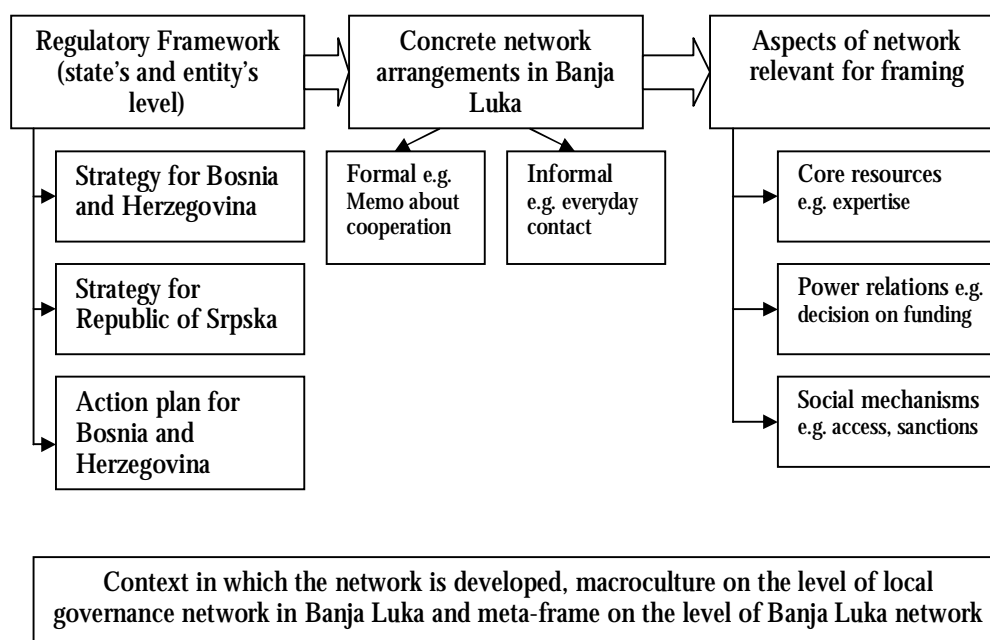 Regulatory Framework
(state's and entity's
level)
Strategy for Bosnia
and Herzegovina
Strategy for
Republic of Srpska
Action plan for
Bosnia and
Herzegovina
Concrete network
arrangements in Banja
Luka
Formal e.g.
Memo about
cooperation
Informal
e.g. everyday
contact
Aspects of network
relevant for framing
Core resources
e.g. expertise
Power relations e.g.
decision on funding
Social mechanisms
e.g. access, sanctions
Context in which the network is developed, macroculture on the level of local
governance network in Banja Luka and meta-frame on the level of Banja Luka network